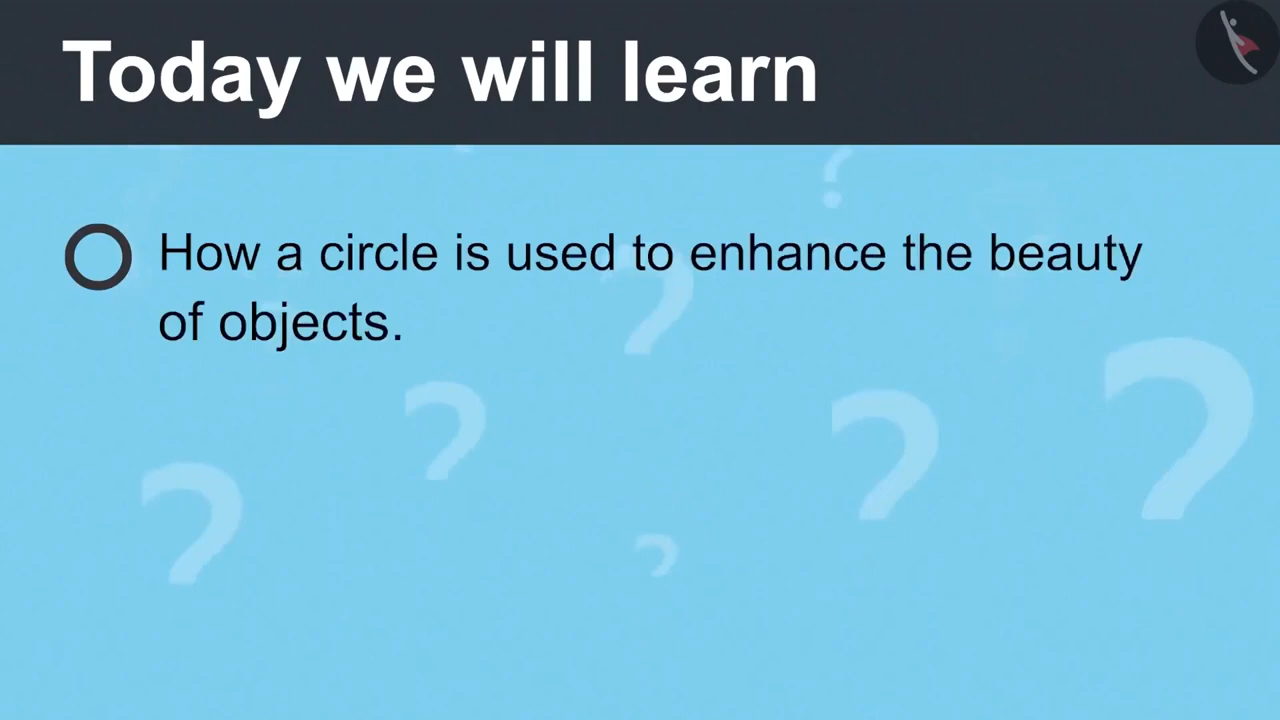 Today we will learn
How a circle is used to enhance the beauty
of objects.